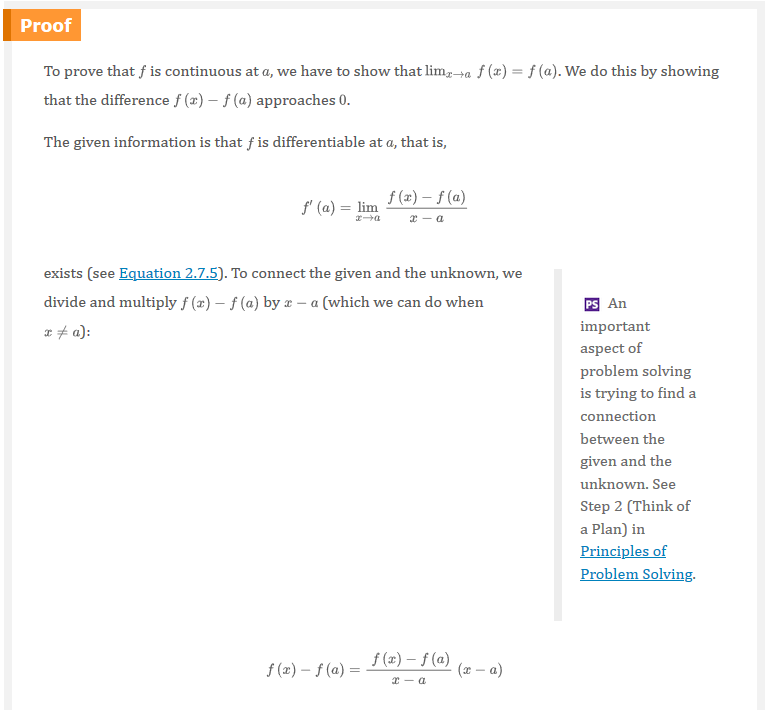 Proof
To prove that f is continuous at a, we have to show that lim_{x→a} f (x) = f (a). We do this by showing
that the difference f (x) − f (a) approaches 0.
The given information is that f is differentiable at a, that is,
f′ (a) = lim_{x→a} \frac{f (x) − f (a)}{x − a}
exists (see Equation 2.7.5). To connect the given and the unknown, we
divide and multiply f (x) − f (a) by x − a (which we can do when
x ≠ a):
PS An
important
aspect of
problem solving
is trying to find a
connection
between the
given and the
unknown. See
Step 2 (Think of
a Plan) in
Principles of
Problem Solving.
f (x) − f (a) = \frac{f (x) − f (a)}{x − a} (x − a)